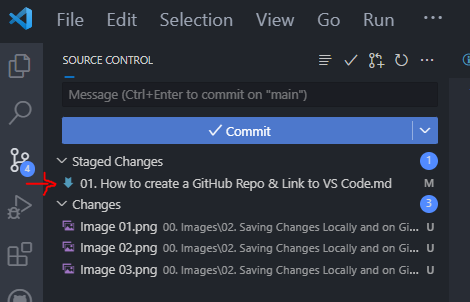 File Edit Selection View Go Run ···
SOURCE CONTROL ···
Message (Ctrl+Enter to commit on "main")
Commit
Staged Changes 1
01. How to create a GitHub Repo & Link to VS Code.md M
4
Changes 3
Image 01.png 00. Images\02. Saving Changes Locally and on Gi... U
Image 02.png 00. Images\02. Saving Changes Locally and on Gi... U
Image 03.png 00. Images\02. Saving Changes Locally and on Gi... U